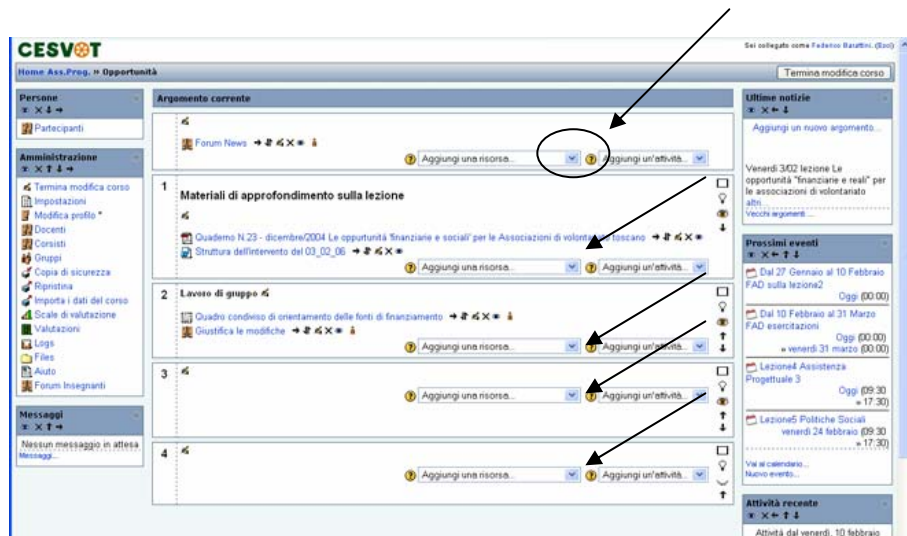 CESVOT
Sei collegato come Federico Barattini. (Esci)
Home Ass.Prog. » Opportunità
Termina modifica corso
Persone
Partecipanti
Amministrazione
Termina modifica corso
Impostazioni
Modifica profilo *
Docenti
Corsisti
Gruppi
Copia di sicurezza
Ripristina
Importa i dati del corso
Scale di valutazione
Valutazioni
Logs
Files
Aiuto
Forum Insegnanti
Messaggi
Nessun messaggio in attesa
Messaggi...
Argomento corrente
Forum News
Aggiungi una risorsa... Aggiungi un'attività...
1
Materiali di approfondimento sulla lezione
Quaderno N.23 - dicembre/2004 Le oppurtunità 'finanziarie e sociali' per le Associazioni di volontariato toscano
Struttura dell'intervento del 03_02_06
Aggiungi una risorsa... Aggiungi un'attività...
2 Lavoro di gruppo
Quadro condiviso di orientamento delle fonti di finanziamento
Giustifica le modifiche
Aggiungi una risorsa... Aggiungi un'attività...
3
Aggiungi una risorsa... Aggiungi un'attività...
4
Aggiungi una risorsa... Aggiungi un'attività...
Ultime notizie
Aggiungi un nuovo argomento...
Venerdi 3/02 lezione Le
opportunità "finanziarie e reali" per
le associazioni di volontariato
altri...
Vecchi argomenti ...
Prossimi eventi
Dal 27 Gennaio al 10 Febbraio
FAD sulla lezione2
Oggi (00:00)
Dal 10 Febbraio al 31 Marzo
FAD esercitazioni
Oggi (00:00)
» venerdì 31 marzo (00:00)
Lezione4 Assistenza
Progettuale 3
Oggi (09:30
» 17:30)
Lezione5 Politiche Sociali
venerdì 24 febbraio (09:30
» 17:30)
Vai al calendario...
Nuovo evento...
Attività recente
Attività dal venerdì, 10 febbraio